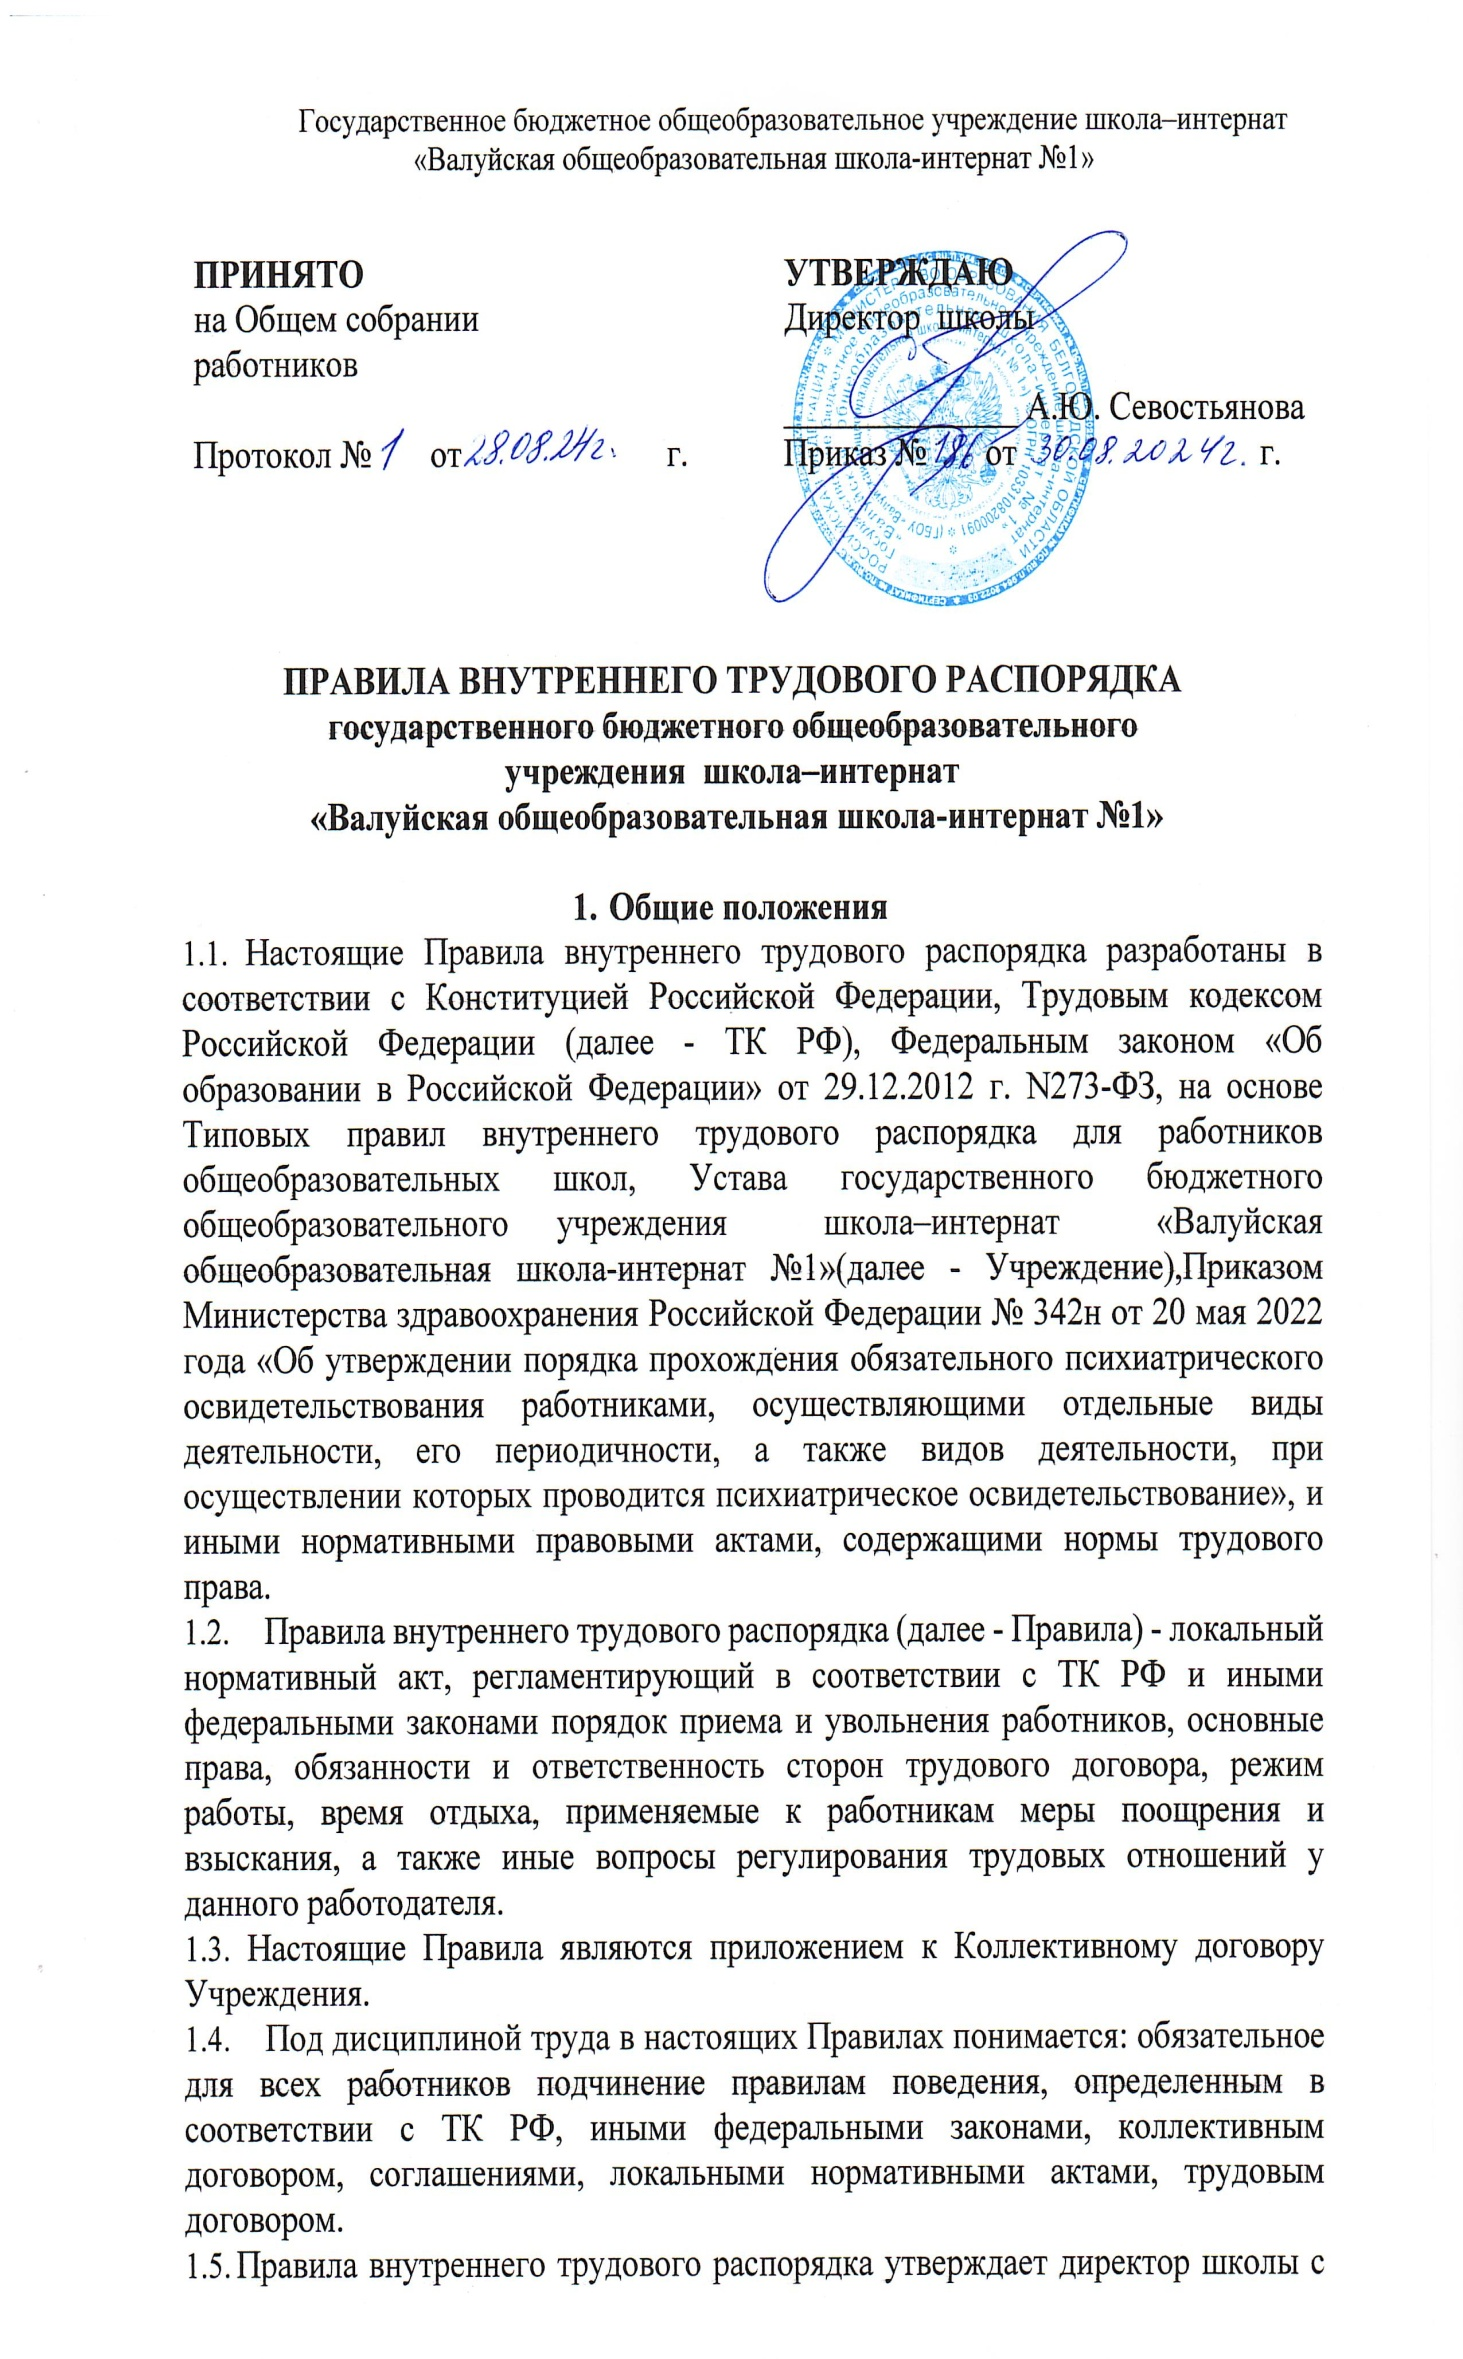 Государственное бюджетное общеобразовательное учреждение школа–интернат
«Валуйская общеобразовательная школа-интернат №1»
ПРИНЯТО
на Общем собрании
работников
Протокол № 1 от 28.08.24г. г.
УТВЕРЖДАЮ
Директор школы
А.Ю. Севостьянова
Приказ № 186 от 30.08.2024г. г.
ПРАВИЛА ВНУТРЕННЕГО ТРУДОВОГО РАСПОРЯДКА
государственного бюджетного общеобразовательного
учреждения школа–интернат
«Валуйская общеобразовательная школа-интернат №1»
1. Общие положения
1.1. Настоящие Правила внутреннего трудового распорядка разработаны в
соответствии с Конституцией Российской Федерации, Трудовым кодексом
Российской Федерации (далее - ТК РФ), Федеральным законом «Об
образовании в Российской Федерации» от 29.12.2012 г. N273-ФЗ, на основе
Типовых правил внутреннего трудового распорядка для работников
общеобразовательных школ, Устава государственного бюджетного
общеобразовательного учреждения школа–интернат «Валуйская
общеобразовательная школа-интернат №1»(далее - Учреждение),Приказом
Министерства здравоохранения Российской Федерации № 342н от 20 мая 2022
года «Об утверждении порядка прохождения обязательного психиатрического
освидетельствования работниками, осуществляющими отдельные виды
деятельности, его периодичности, а также видов деятельности, при
осуществлении которых проводится психиатрическое освидетельствование», и
иными нормативными правовыми актами, содержащими нормы трудового
права.
1.2. Правила внутреннего трудового распорядка (далее - Правила) - локальный
нормативный акт, регламентирующий в соответствии с ТК РФ и иными
федеральными законами порядок приема и увольнения работников, основные
права, обязанности и ответственность сторон трудового договора, режим
работы, время отдыха, применяемые к работникам меры поощрения и
взыскания, а также иные вопросы регулирования трудовых отношений у
данного работодателя.
1.3. Настоящие Правила являются приложением к Коллективному договору
Учреждения.
1.4. Под дисциплиной труда в настоящих Правилах понимается: обязательное
для всех работников подчинение правилам поведения, определенным в
соответствии с ТК РФ, иными федеральными законами, коллективным
договором, соглашениями, локальными нормативными актами, трудовым
договором.
1.5. Правила внутреннего трудового распорядка утверждает директор школы с